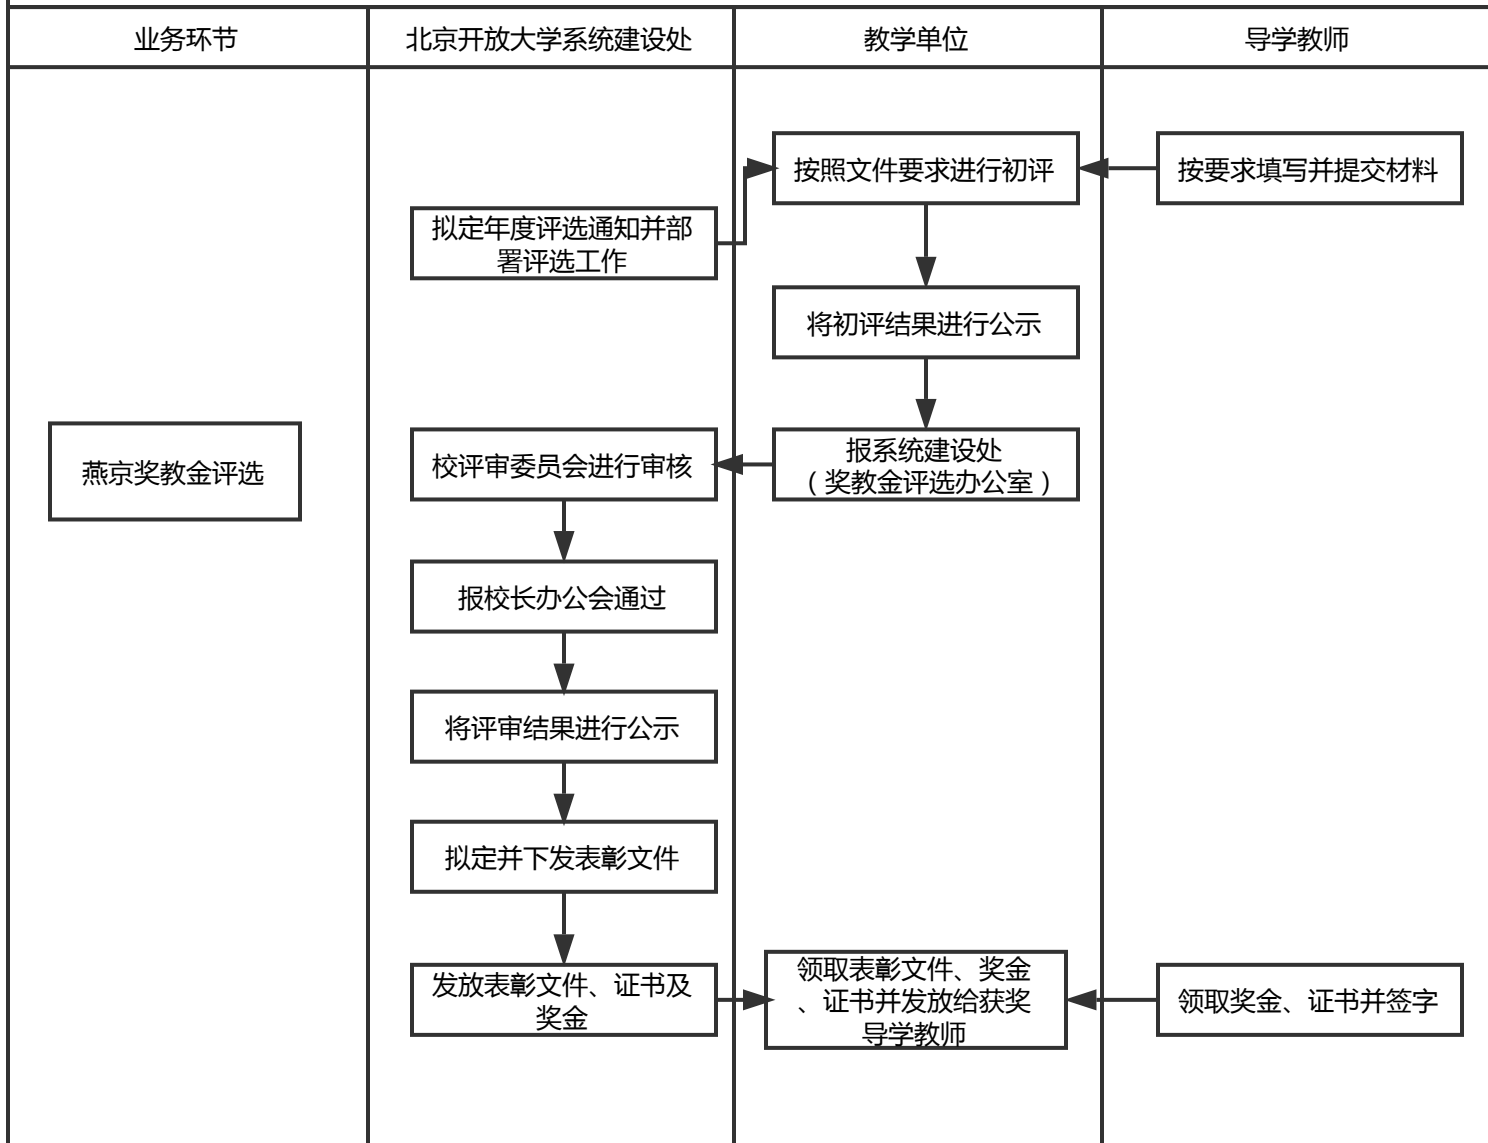 业务环节
北京开放大学系统建设处
教学单位
导学教师
按照文件要求进行初评
按要求填写并提交材料
拟定年度评选通知并部
署评选工作
将初评结果进行公示
燕京奖教金评选
校评审委员会进行审核
报系统建设处
（奖教金评选办公室）
报校长办公会通过
将评审结果进行公示
拟定并下发表彰文件
发放表彰文件、证书及
奖金
领取表彰文件、奖金
、证书并发放给获奖
导学教师
领取奖金、证书并签字